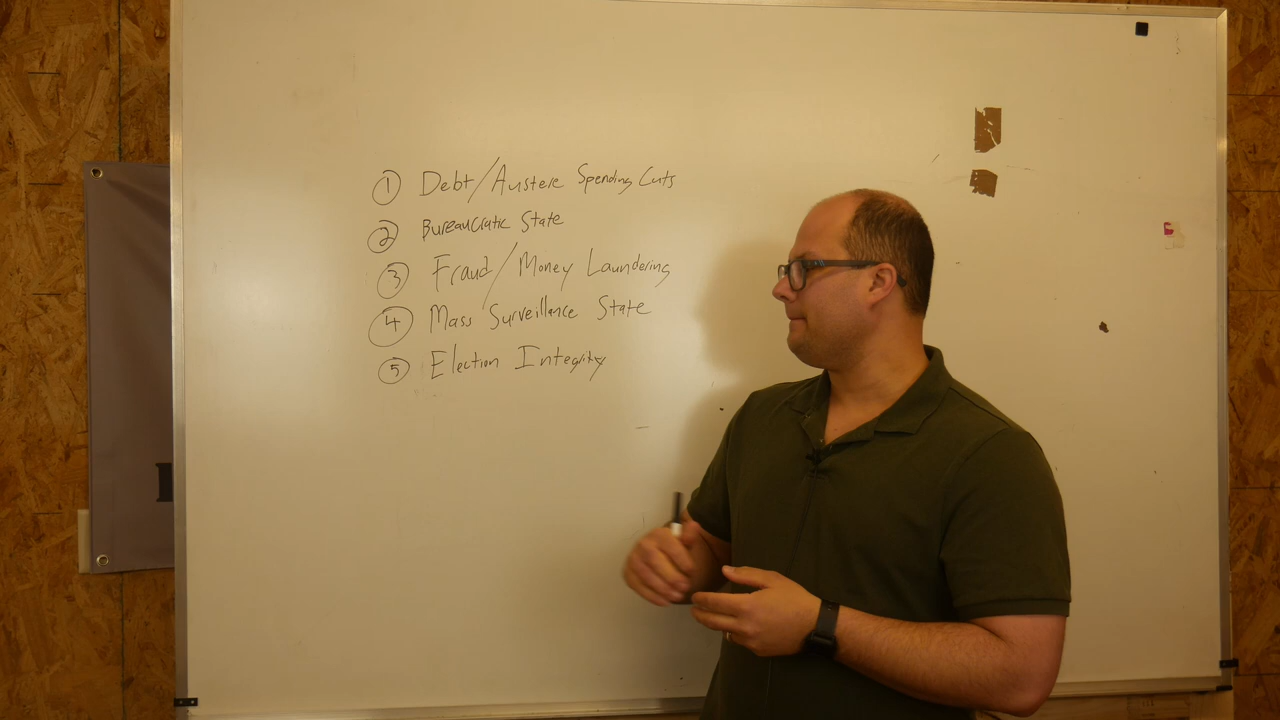 ① Debt/Austere Spending Cuts
② Bureaucratic State
③ Fraud/Money Laundering
④ Mass Surveillance State
⑤ Election Integrity